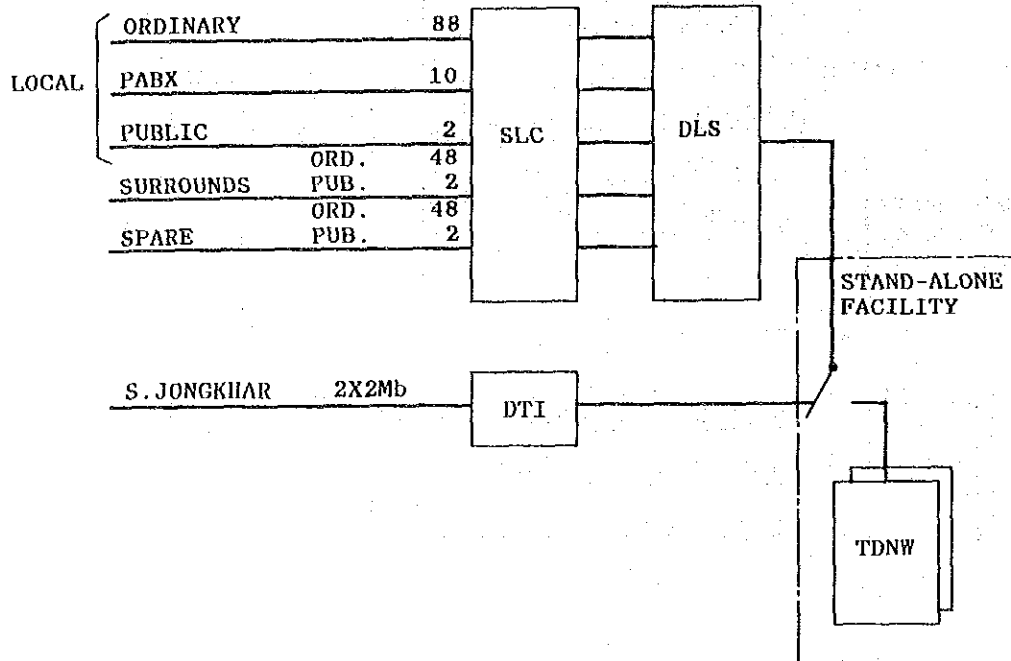 ORDINARY 88
LOCAL
PABX 10
PUBLIC 2
SLC
DLS
ORD. 48
SURROUNDS PUB. 2
ORD. 48
SPARE PUB. 2
STAND-ALONE
FACILITY
S.JONGKHAR 2X2Mb
DTI
TDNW